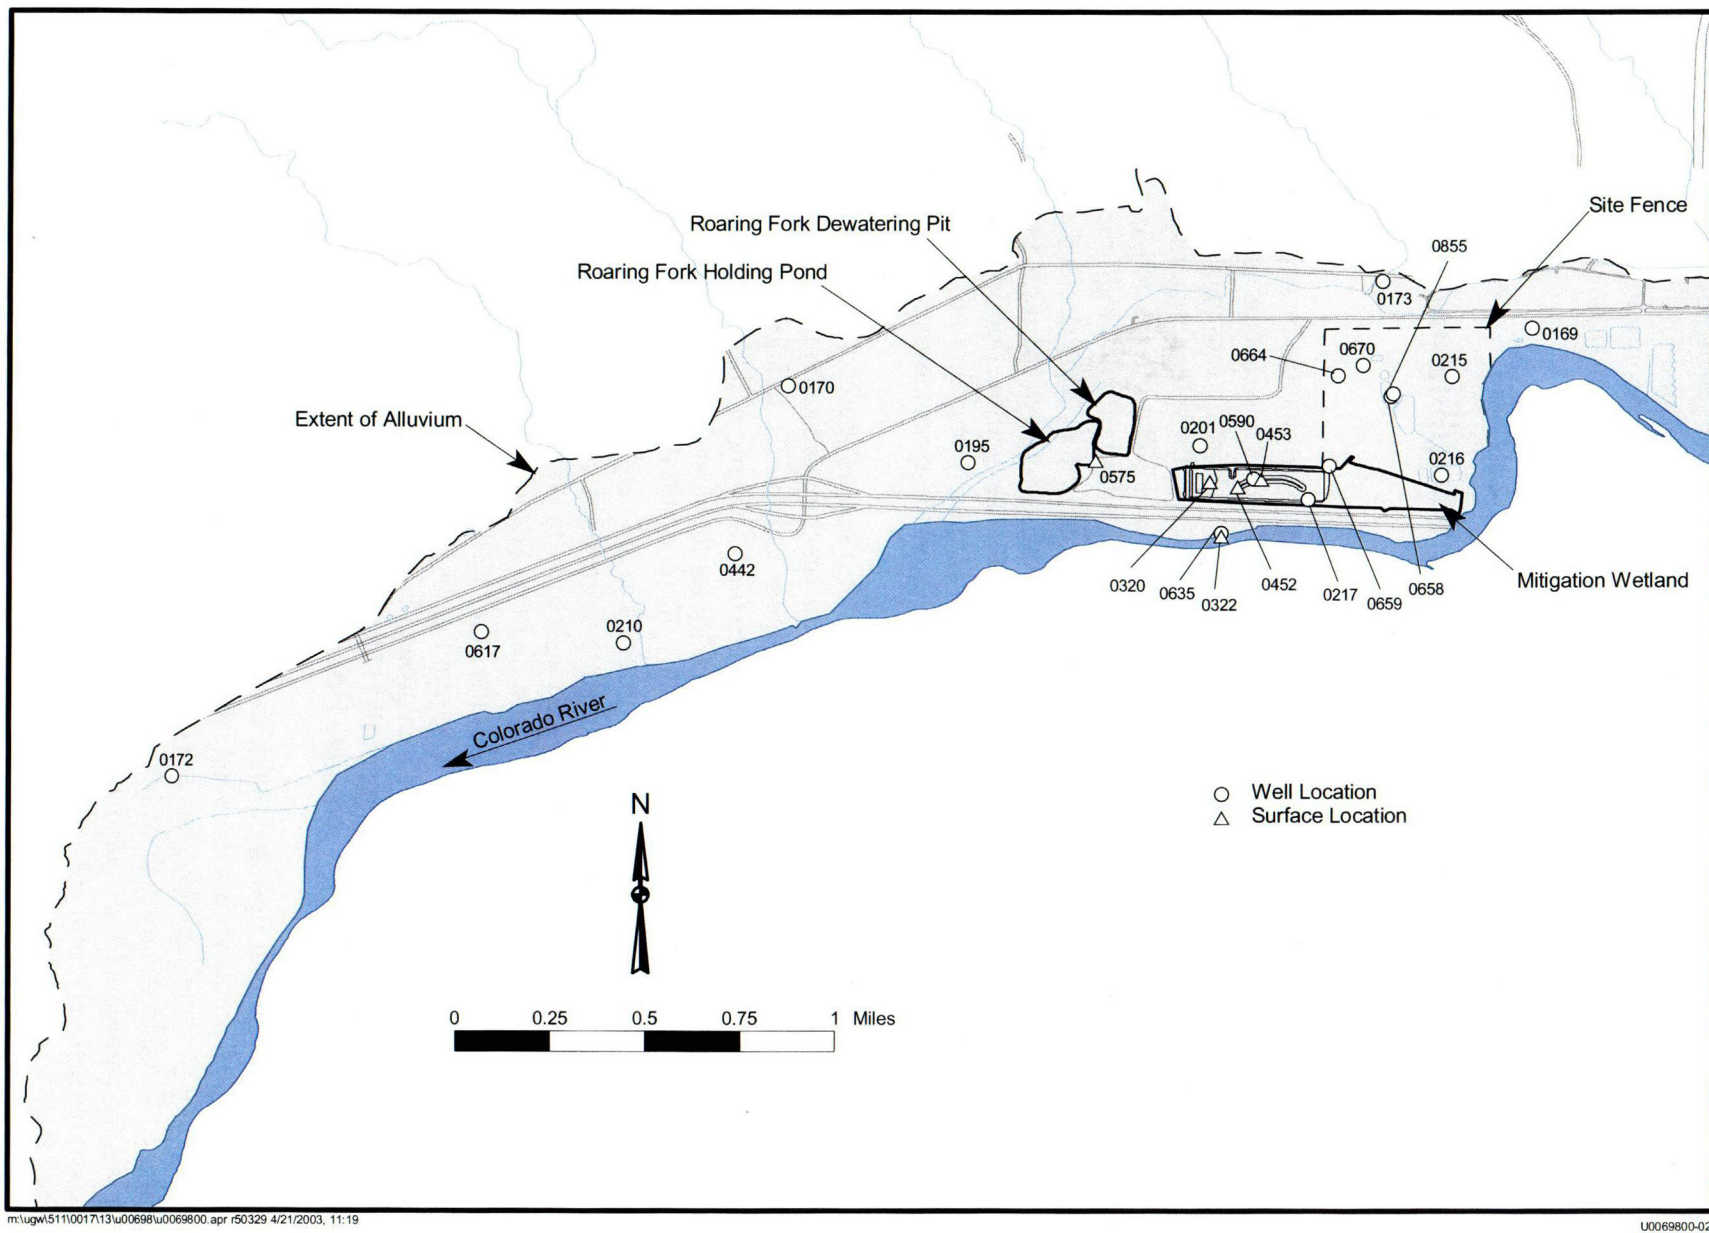 Site Fence
Roaring Fork Dewatering Pit
0855
Roaring Fork Holding Pond
0173
0169
0670
0664
0215
0170
Extent of Alluvium
0590
0453
0201
0195
0575
0216
0442
0320
0635
0322
0452
0217
0659
0658
Mitigation Wetland
0210
0617
Colorado River
0172
Well Location
Surface Location
N
0 0.25 0.5 0.75 1 Miles
m:\ugw\511\0017\13\u00698\u0069800.apr r50329 4/21/2003, 11:19
U0069800-02